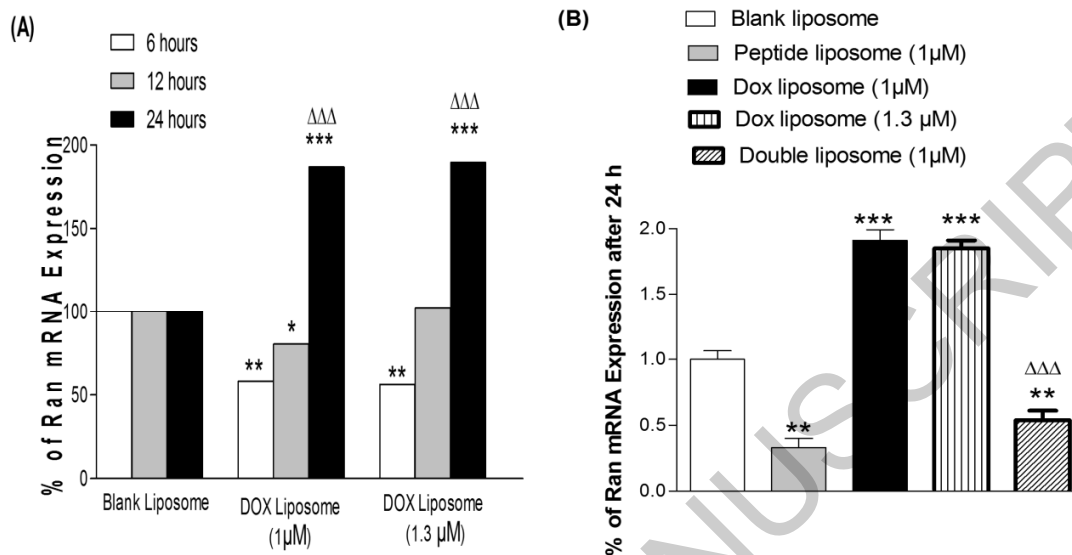 (A)
6 hours
12 hours
24 hours
% of Ran mRNA Expression
200
150
100
50
0
ΔΔΔ
***
ΔΔΔ
***
**
*
**
Blank Liposome
DOX Liposome
(1µM)
DOX Liposome
(1.3 µM)
(B)
Blank liposome
Peptide liposome (1µM)
Dox liposome (1µM)
Dox liposome (1.3 µM)
Double liposome (1µM)
% of Ran mRNA Expression after 24 h
2.0
1.5
1.0
0.5
0.0
**
***
***
ΔΔΔ
**
NUSCRIP